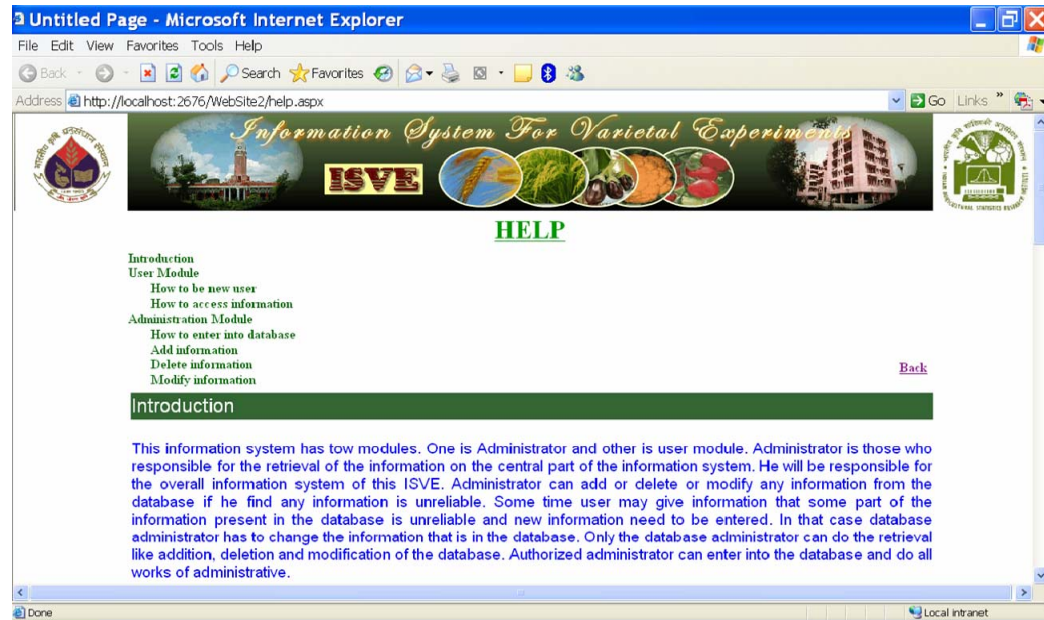 Untitled Page - Microsoft Internet Explorer
File Edit View Favorites Tools Help
Back Search Favorites
Address http://localhost:2676/WebSite2/help.aspx Go Links »
Information System For Varietal Experiments
ISVE
HELP
Introduction
User Module
How to be new user
How to access information
Administration Module
How to enter into database
Add information
Delete information
Modify information
Back
Introduction
This information system has tow modules. One is Administrator and other is user module. Administrator is those who
responsible for the retrieval of the information on the central part of the information system. He will be responsible for
the overall information system of this ISVE. Administrator can add or delete or modify any information from the
database if he find any information is unreliable. Some time user may give information that some part of the
information present in the database is unreliable and new information need to be entered. In that case database
administrator has to change the information that is in the database. Only the database administrator can do the retrieval
like addition, deletion and modification of the database. Authorized administrator can enter into the database and do all
works of administrative.
Done Local intranet